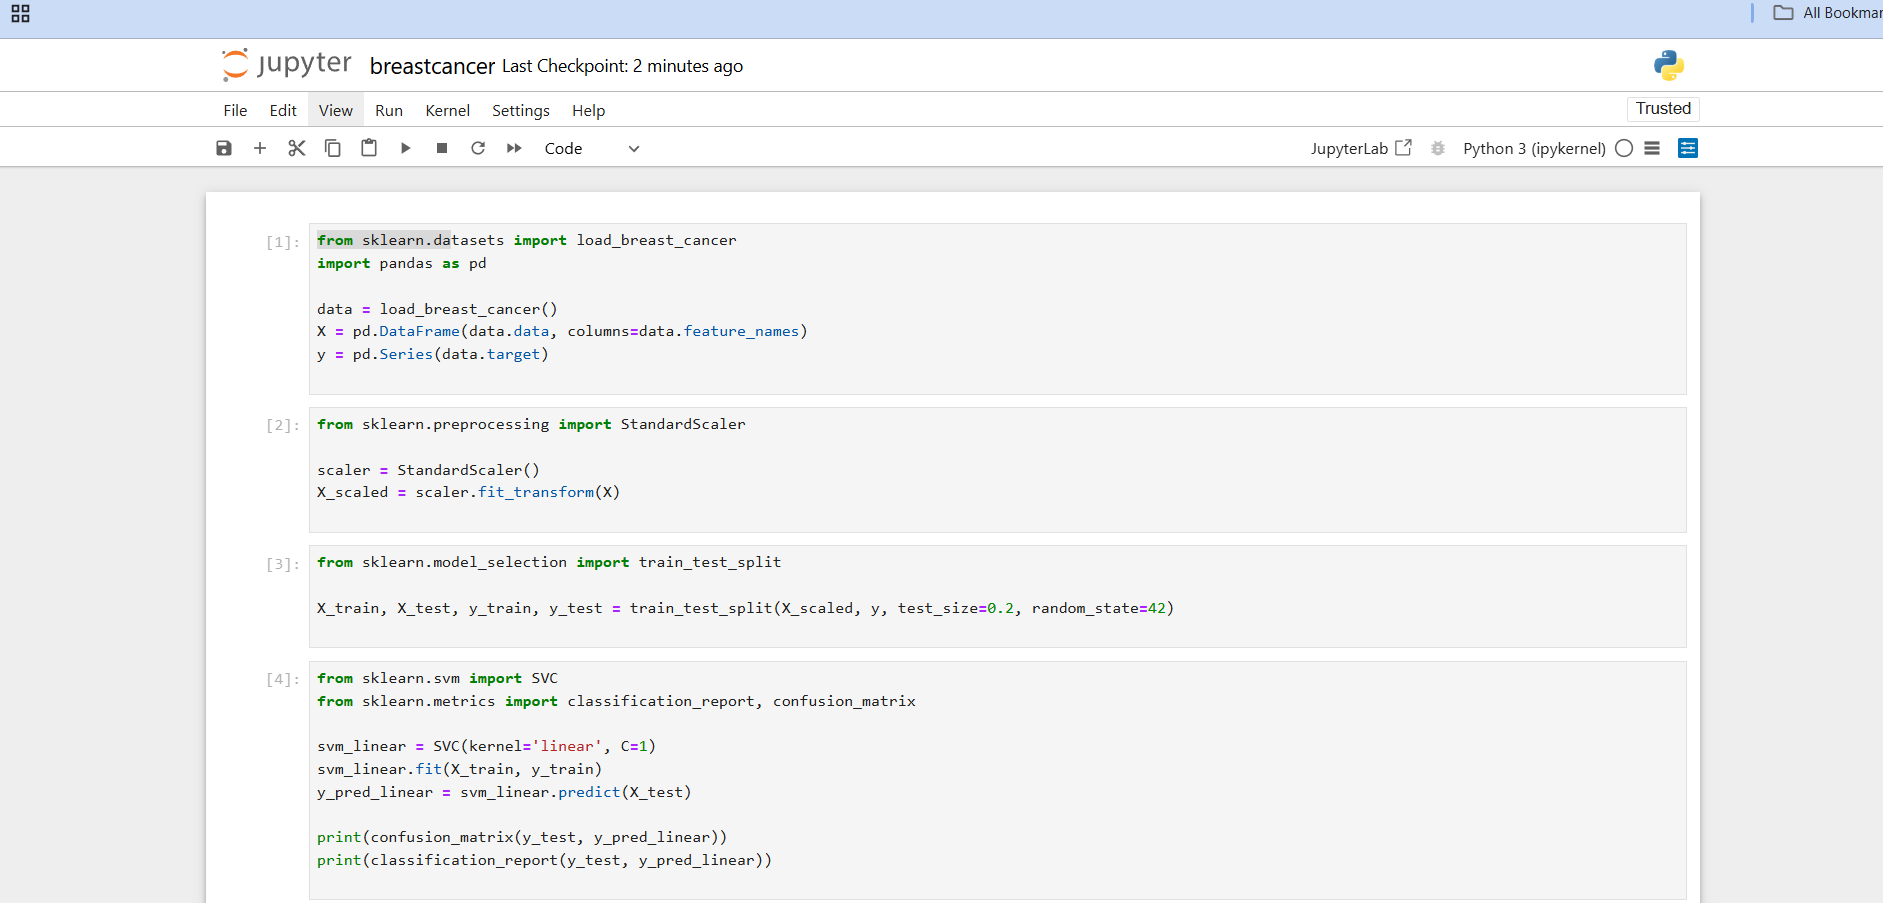 All Bookmar
jupyter breastcancer Last Checkpoint: 2 minutes ago
File Edit View Run Kernel Settings Help
Trusted
Code
JupyterLab Python 3 (ipykernel)
[1]: from sklearn.datasets import load_breast_cancer
import pandas as pd
data = load_breast_cancer()
X = pd.DataFrame(data.data, columns=data.feature_names)
y = pd.Series(data.target)
[2]: from sklearn.preprocessing import StandardScaler
scaler = StandardScaler()
X_scaled = scaler.fit_transform(X)
[3]: from sklearn.model_selection import train_test_split
X_train, X_test, y_train, y_test = train_test_split(X_scaled, y, test_size=0.2, random_state=42)
[4]: from sklearn.svm import SVC
from sklearn.metrics import classification_report, confusion_matrix
svm_linear = SVC(kernel='linear', C=1)
svm_linear.fit(X_train, y_train)
y_pred_linear = svm_linear.predict(X_test)
print(confusion_matrix(y_test, y_pred_linear))
print(classification_report(y_test, y_pred_linear))